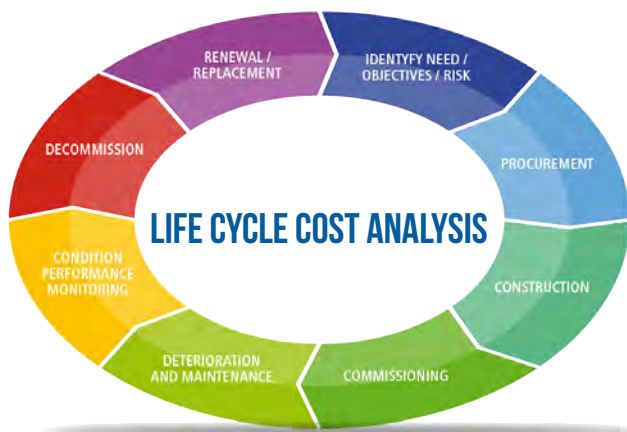 RENEWAL /
REPLACEMENT
IDENTYFY NEED /
OBJECTIVES / RISK
PROCUREMENT
CONSTRUCTION
COMMISSIONING
DETERIORATION
AND MAINTENANCE
CONDITION
PERFORMANCE
MONITORING
DECOMMISSION
LIFE CYCLE COST ANALYSIS